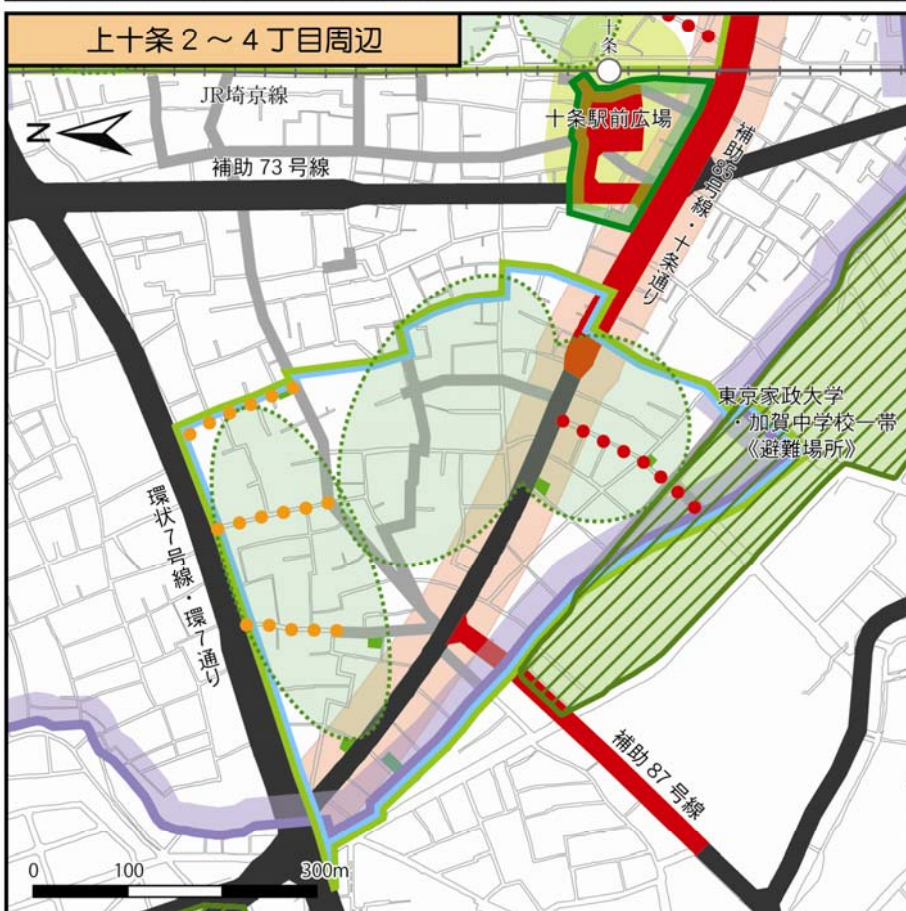 上十条2～4丁目周辺
十条
JR埼京線
十条駅前広場
N
補助73号線
補助85号線・十条通り
東京家政大学
・加賀中学校一帯
《避難場所》
環状7号線・環7通り
補助87号線
0 100 300m